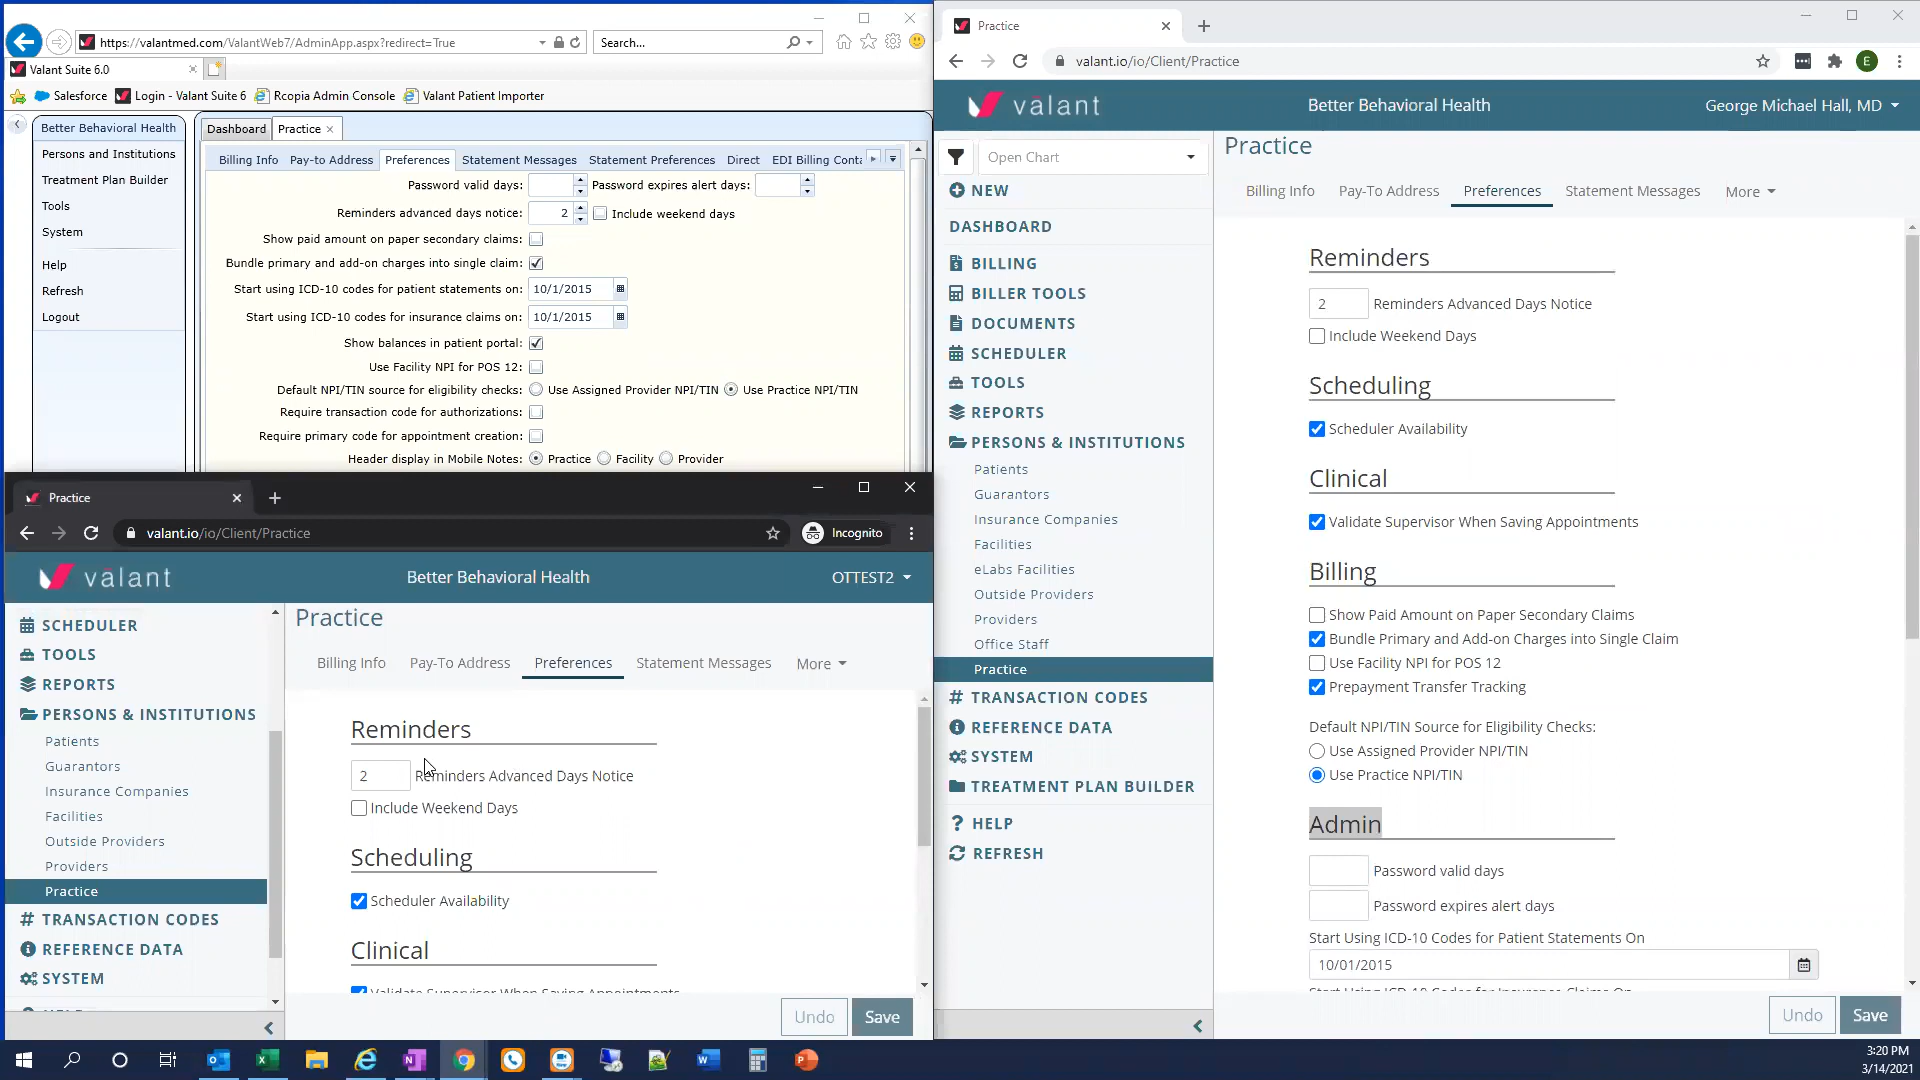 https://valantmed.com/ValantWeb7/AdminApp.aspx?redirect=True
Search...
Valant Suite 6.0
Salesforce
Login - Valant Suite 6
Rcopia Admin Console
Valant Patient Importer
Better Behavioral Health
Persons and Institutions
Treatment Plan Builder
Tools
System
Help
Refresh
Logout
Dashboard
Practice
Billing Info
Pay-to Address
Preferences
Statement Messages
Statement Preferences
Direct
EDI Billing Conta
Password valid days:
Password expires alert days:
Reminders advanced days notice: 2
Include weekend days
Show paid amount on paper secondary claims:
Bundle primary and add-on charges into single claim:
Start using ICD-10 codes for patient statements on: 10/1/2015
Start using ICD-10 codes for insurance claims on: 10/1/2015
Show balances in patient portal:
Use Facility NPI for POS 12:
Default NPI/TIN source for eligibility checks: Use Assigned Provider NPI/TIN Use Practice NPI/TIN
Require transaction code for authorizations:
Require primary code for appointment creation:
Header display in Mobile Notes: Practice Facility Provider
Practice
valant.io/io/Client/Practice
Incognito
valant
Better Behavioral Health
OTTEST2
SCHEDULER
TOOLS
REPORTS
PERSONS & INSTITUTIONS
Patients
Guarantors
Insurance Companies
Facilities
Outside Providers
Providers
Practice
TRANSACTION CODES
REFERENCE DATA
SYSTEM
HELP
Practice
Billing Info
Pay-To Address
Preferences
Statement Messages
More
Reminders
2 Reminders Advanced Days Notice
Include Weekend Days
Scheduling
Scheduler Availability
Clinical
Validate Supervisor When Saving Appointments
Undo
Save
Practice
valant.io/io/Client/Practice
E
valant
Better Behavioral Health
George Michael Hall, MD
Open Chart
NEW
DASHBOARD
BILLING
BILLER TOOLS
DOCUMENTS
SCHEDULER
TOOLS
REPORTS
PERSONS & INSTITUTIONS
Patients
Guarantors
Insurance Companies
Facilities
eLabs Facilities
Outside Providers
Providers
Office Staff
Practice
TRANSACTION CODES
REFERENCE DATA
SYSTEM
TREATMENT PLAN BUILDER
HELP
REFRESH
Practice
Billing Info
Pay-To Address
Preferences
Statement Messages
More
Reminders
2 Reminders Advanced Days Notice
Include Weekend Days
Scheduling
Scheduler Availability
Clinical
Validate Supervisor When Saving Appointments
Billing
Show Paid Amount on Paper Secondary Claims
Bundle Primary and Add-on Charges into Single Claim
Use Facility NPI for POS 12
Prepayment Transfer Tracking
Default NPI/TIN Source for Eligibility Checks:
Use Assigned Provider NPI/TIN
Use Practice NPI/TIN
Admin
Password valid days
Password expires alert days
Start Using ICD-10 Codes for Patient Statements On
10/01/2015
Start Using ICD-10 Codes for Insurance Claims On
Undo
Save
3:20 PM
3/14/2021